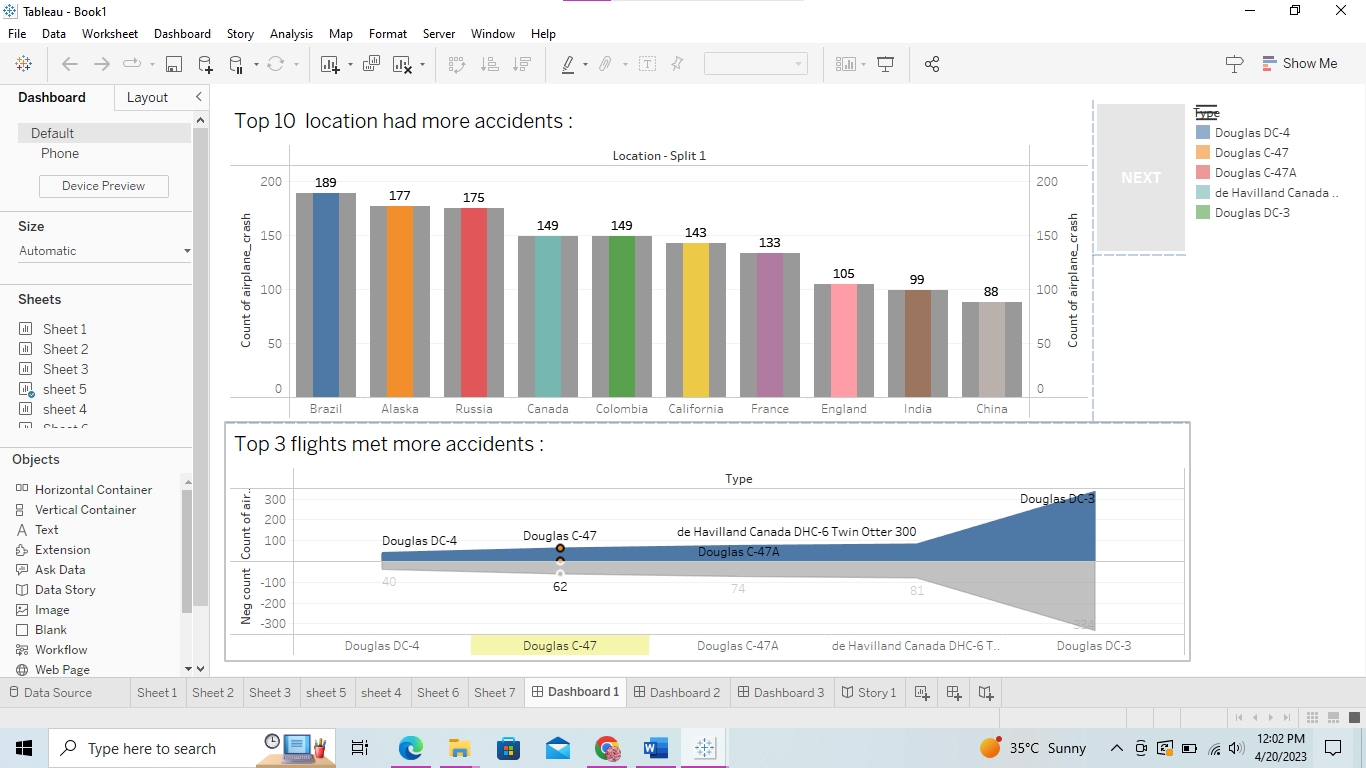 Tableau - Book1
File Data Worksheet Dashboard Story Analysis Map Format Server Window Help
Show Me
Dashboard Layout
Default
Phone
Device Preview
Size
Automatic
Sheets
Sheet 1
Sheet 2
Sheet 3
sheet 5
sheet 4
Sheet 6
Objects
Horizontal Container
Vertical Container
Text
Extension
Ask Data
Data Story
Image
Blank
Workflow
Web Page
Top 10 location had more accidents :
Location - Split 1
Count of airplane_crash
200
150
100
50
0
189 177 175 149 149 143 133 105 99 88
Brazil Alaska Russia Canada Colombia California France England India China
200
150
100
50
0
Count of airplane_crash
NEXT
Type
Douglas DC-4
Douglas C-47
Douglas C-47A
de Havilland Canada ..
Douglas DC-3
Top 3 flights met more accidents :
Type
Count of air..
300
200
100
Neg count
-100
-200
-300
Douglas DC-4
Douglas C-47
de Havilland Canada DHC-6 Twin Otter 300
Douglas C-47A
Douglas DC-3
40 62 74 81
Douglas DC-4 Douglas C-47 Douglas C-47A de Havilland Canada DHC-6 T.. Douglas DC-3
Data Source Sheet 1 Sheet 2 Sheet 3 sheet 5 sheet 4 Sheet 6 Sheet 7 Dashboard 1 Dashboard 2 Dashboard 3 Story 1
Type here to search
35°C Sunny
12:02 PM
4/20/2023